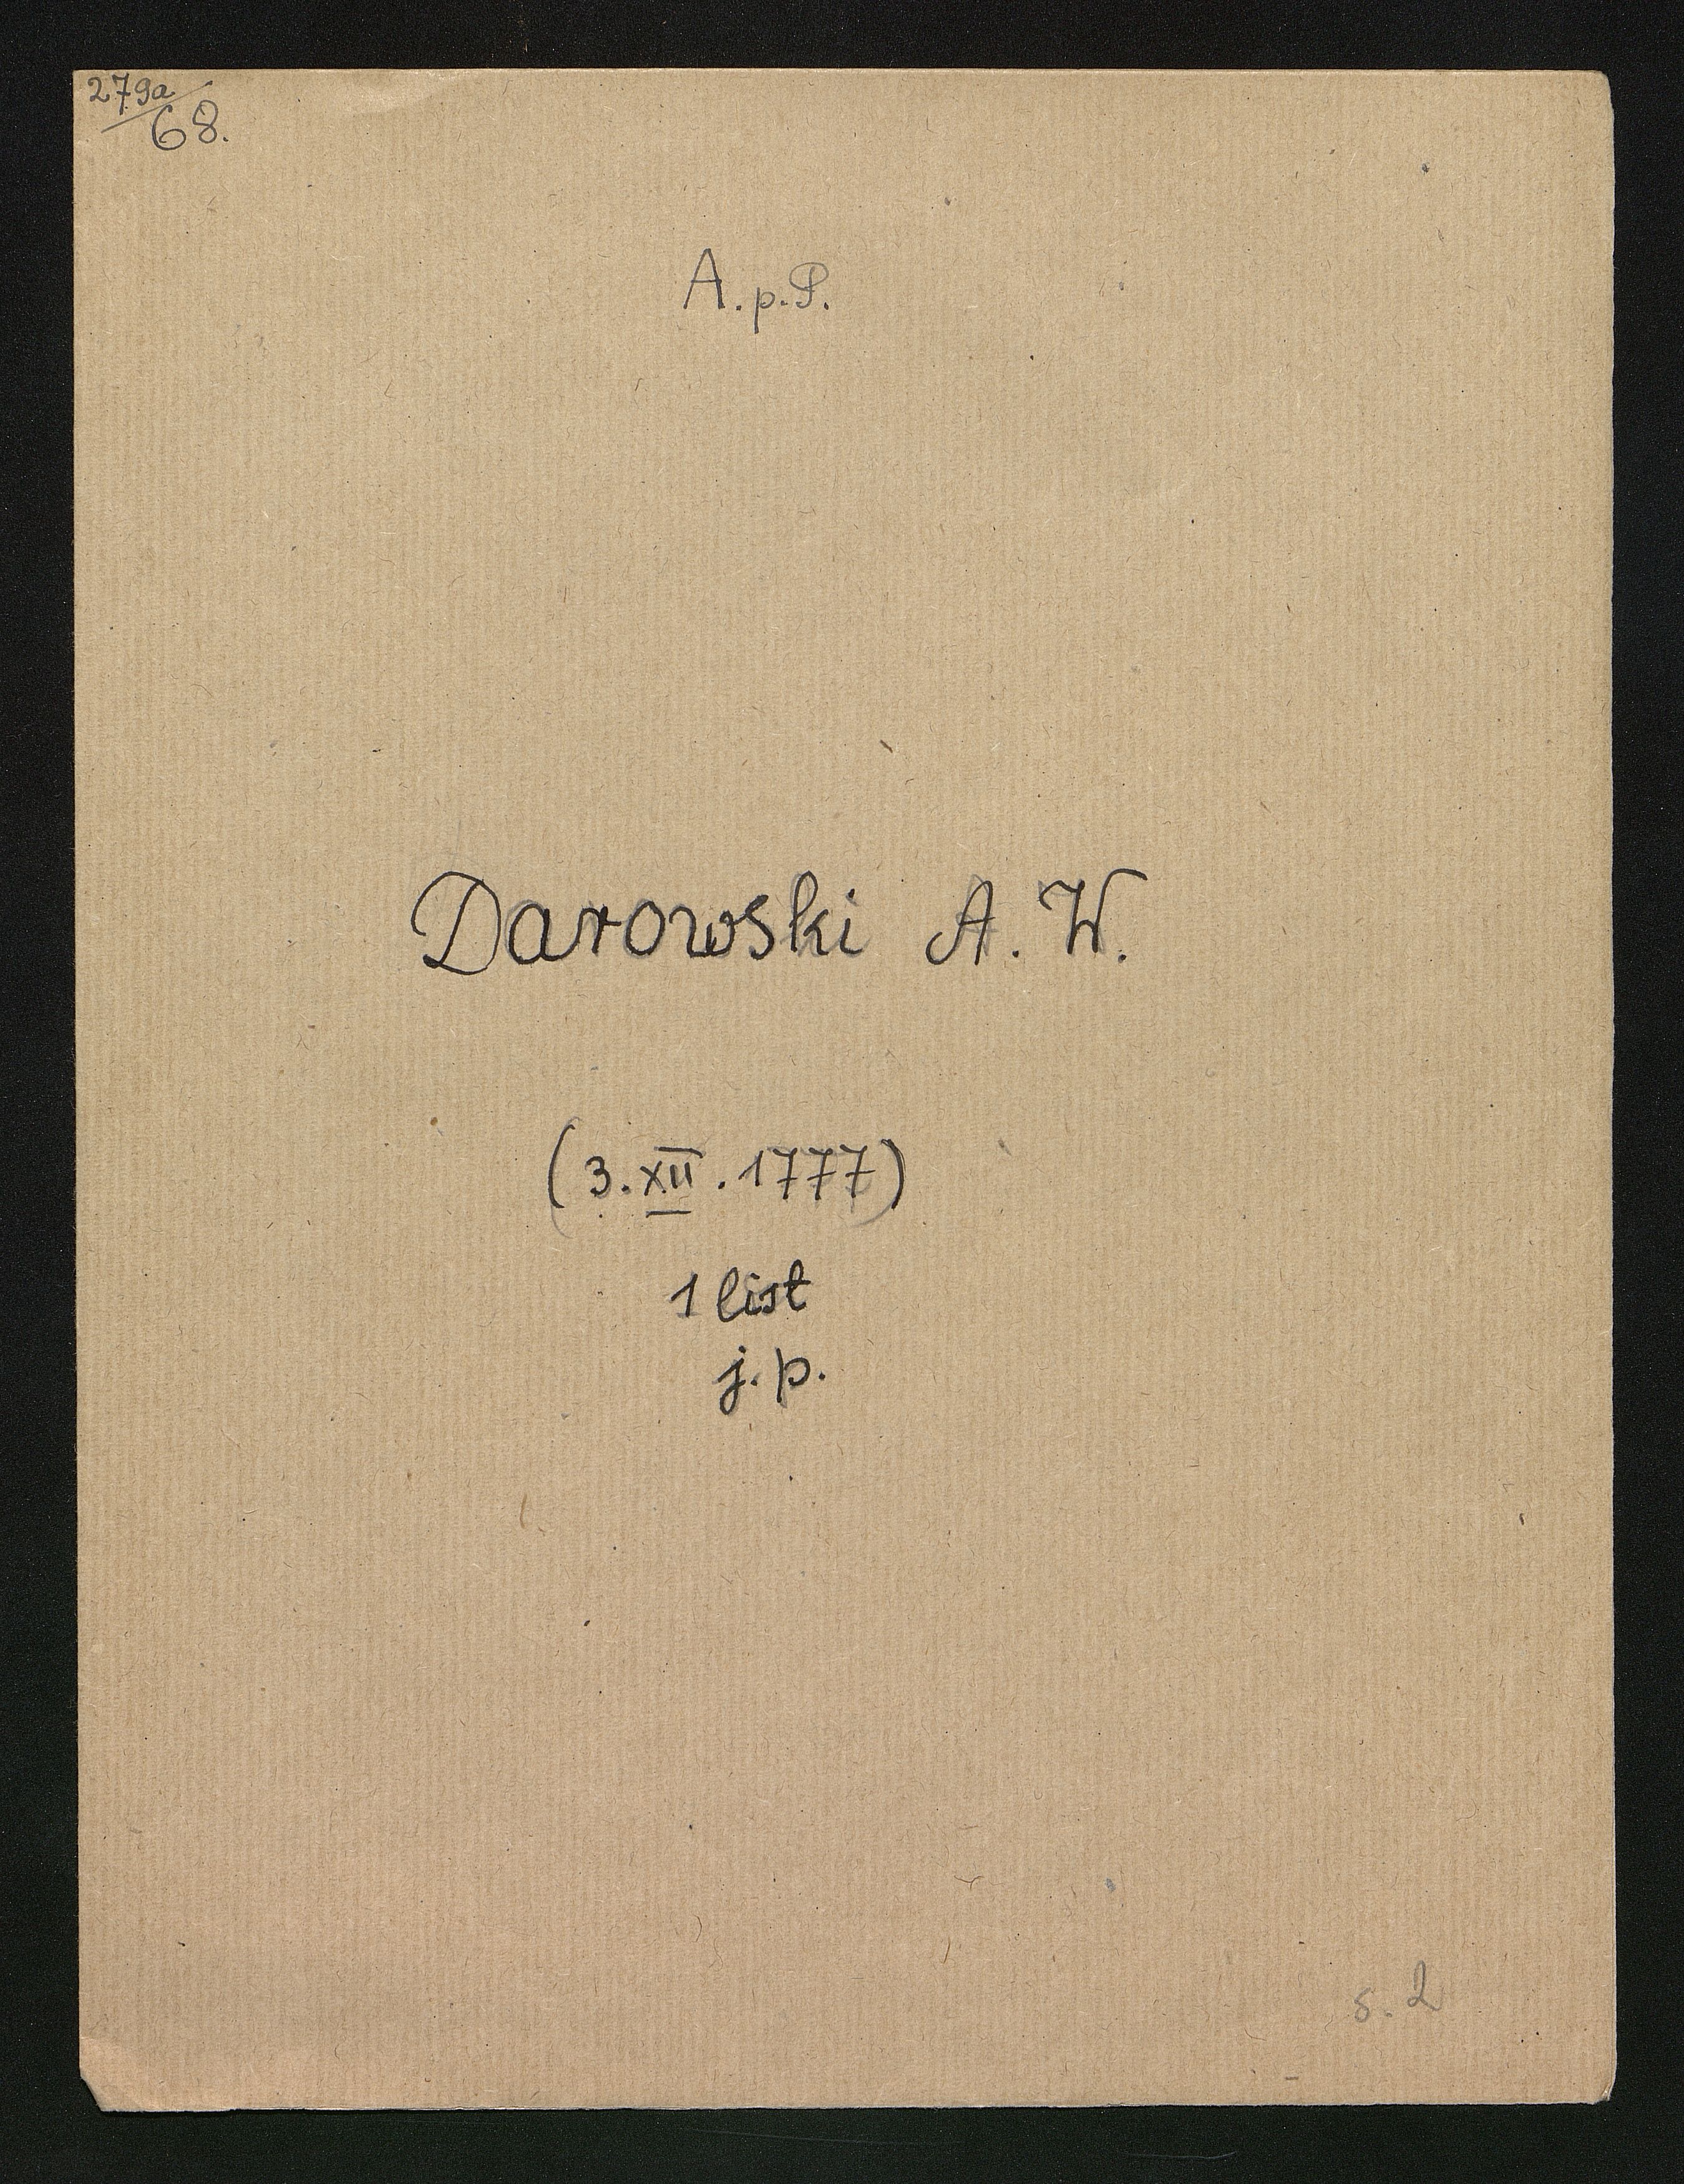 279a/68.
A.p.P.
Darowski A. W.
(3.XII.1777)
1 list
j.p.
s. 2